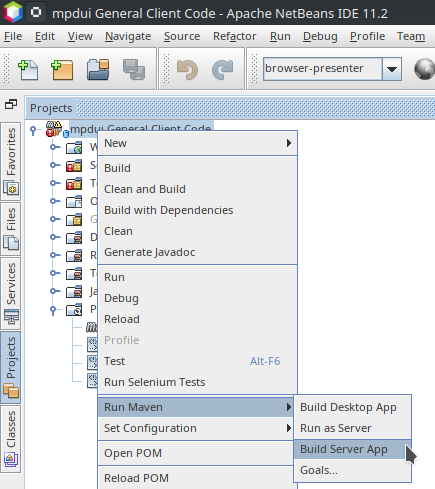 mpdui General Client Code - Apache NetBeans IDE 11.2
File Edit View Navigate Source Refactor Run Debug Profile Team
browser-presenter
Projects
mpdui General Client Code
Favorites
Files
Services
Projects
Classes
New
Build
Clean and Build
Build with Dependencies
Clean
Generate Javadoc
Run
Debug
Reload
Profile
Test Alt-F6
Run Selenium Tests
Run Maven
Set Configuration
Open POM
Reload POM
Build Desktop App
Run as Server
Build Server App
Goals...